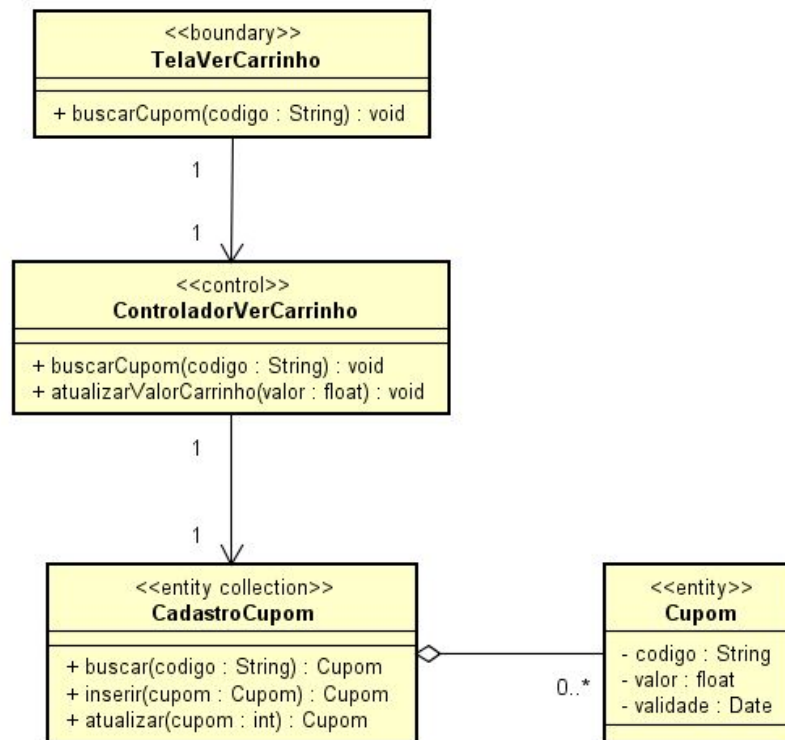 <<boundary>>
TelaVerCarrinho
+ buscarCupom(codigo : String) : void
1
1
<<control>>
ControladorVerCarrinho
+ buscarCupom(codigo : String) : void
+ atualizarValorCarrinho(valor : float) : void
1
1
<<entity collection>>
CadastroCupom
+ buscar(codigo : String) : Cupom
+ inserir(cupom : Cupom) : Cupom
+ atualizar(cupom : int) : Cupom
0..*
<<entity>>
Cupom
- codigo : String
- valor : float
- validade : Date